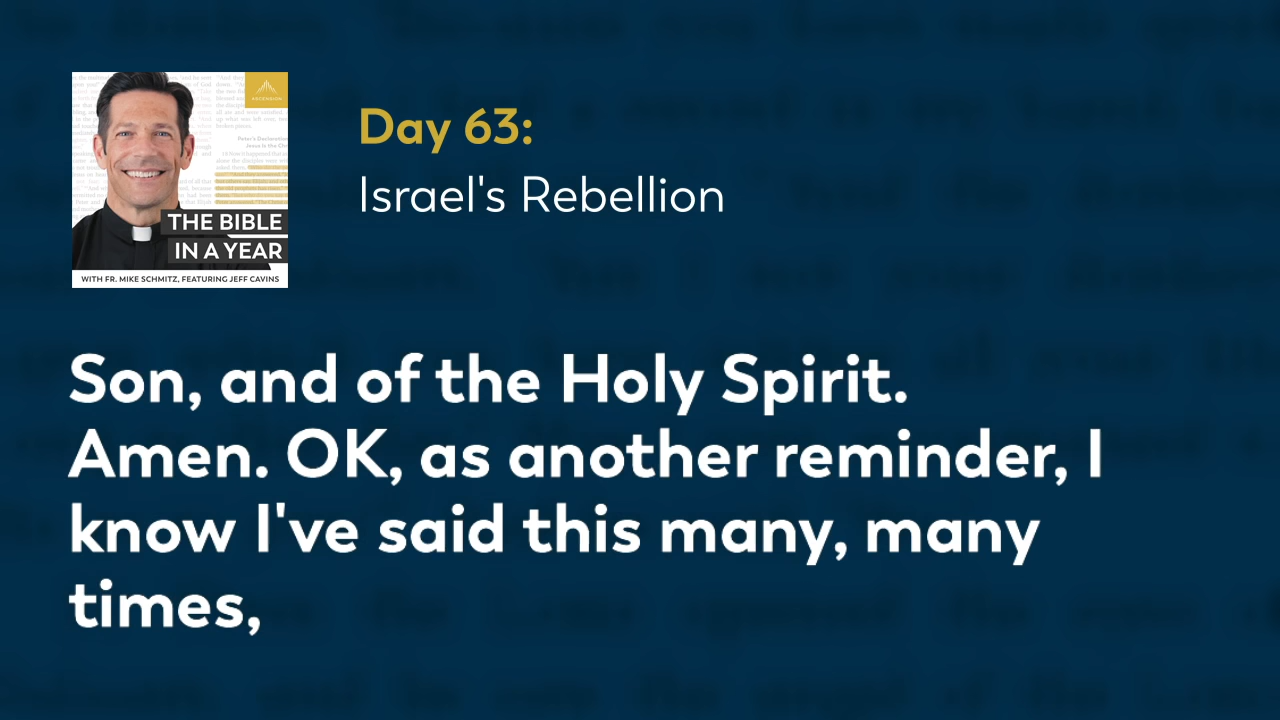 ASCENSION
THE BIBLE
IN A YEAR
WITH FR. MIKE SCHMITZ, FEATURING JEFF CAVINS
Day 63:
Israel's Rebellion
Son, and of the Holy Spirit.
Amen. OK, as another reminder, I
know I've said this many, many
times,